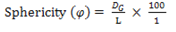 Sphericity (φ) = D_G/L × 100/1